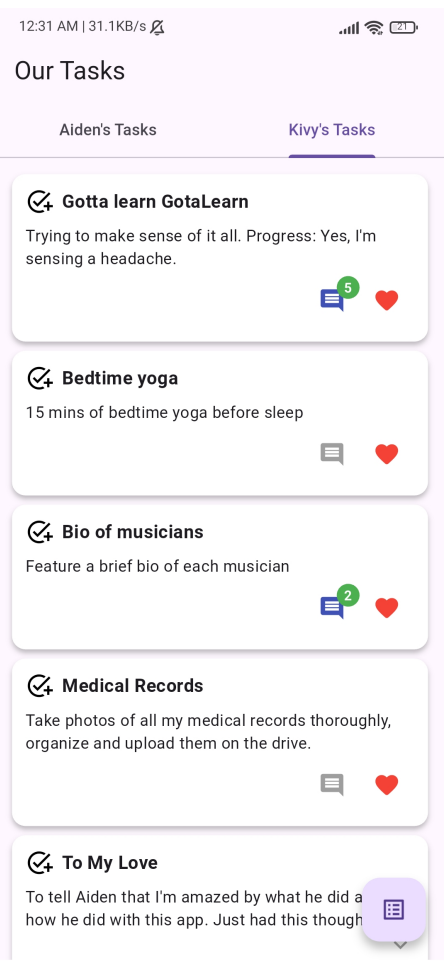 12:31 AM | 31.1KB/s
21
Our Tasks
Aiden's Tasks
Kivy's Tasks
Gotta learn GotaLearn
Trying to make sense of it all. Progress: Yes, I'm
sensing a headache.
5
Bedtime yoga
15 mins of bedtime yoga before sleep
Bio of musicians
Feature a brief bio of each musician
2
Medical Records
Take photos of all my medical records thoroughly,
organize and upload them on the drive.
To My Love
To tell Aiden that I'm amazed by what he did
how he did with this app. Just had this